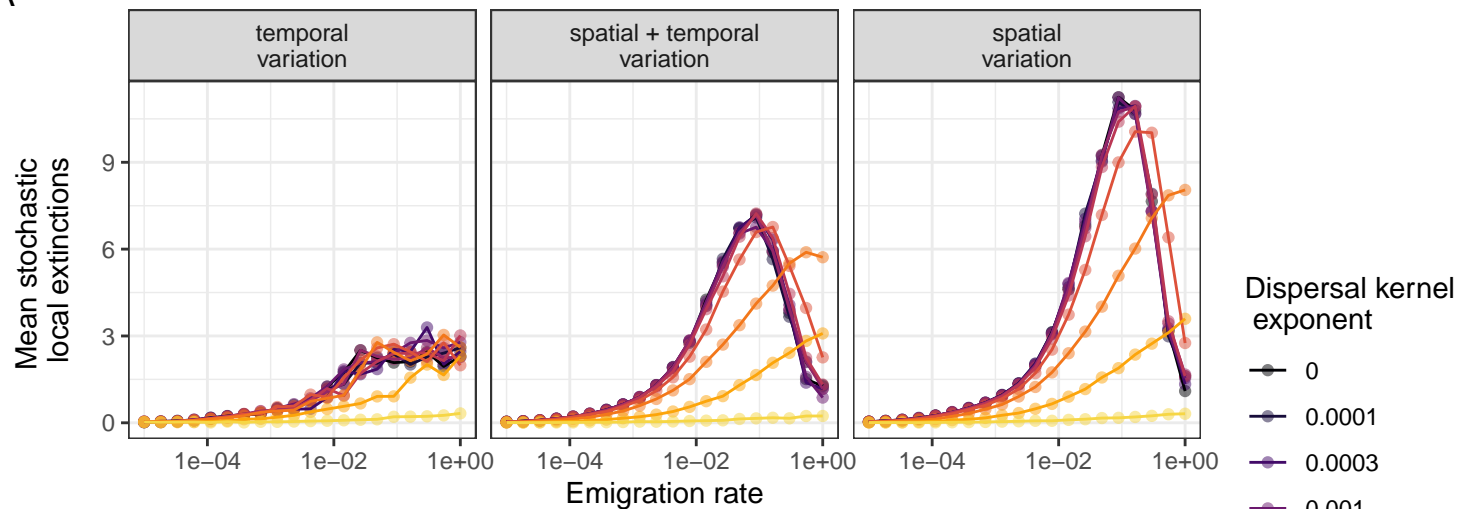 temporal
variation
spatial + temporal
variation
spatial
variation
Mean stochastic
local extinctions
9
6
3
0
1e−04
1e−02
1e+00
1e−04
1e−02
1e+00
1e−04
1e−02
1e+00
Emigration rate
Dispersal kernel
exponent
0
0.0001
0.0003
0.001